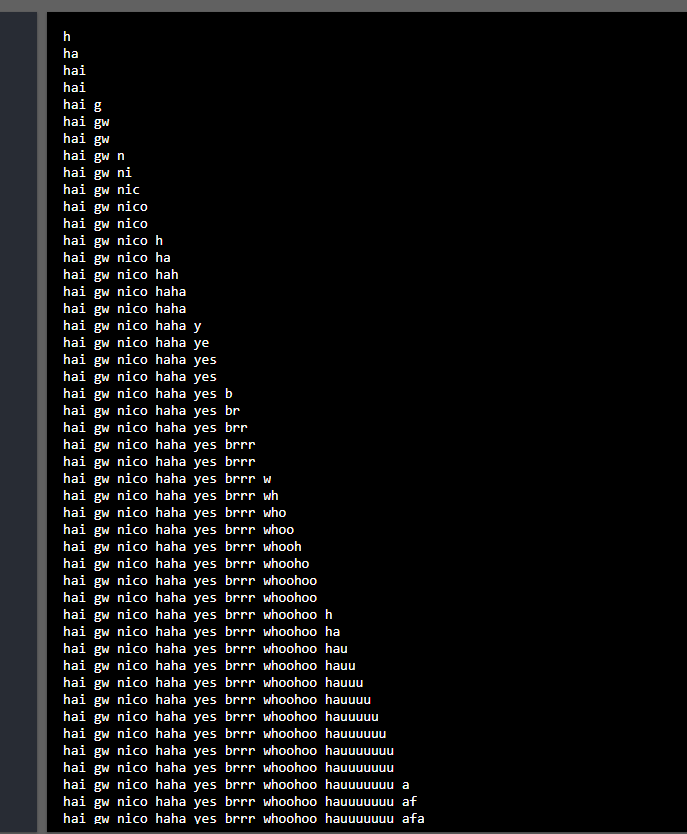 h
ha
hai
hai
hai g
hai gw
hai gw
hai gw n
hai gw ni
hai gw nic
hai gw nico
hai gw nico
hai gw nico h
hai gw nico ha
hai gw nico hah
hai gw nico haha
hai gw nico haha
hai gw nico haha y
hai gw nico haha ye
hai gw nico haha yes
hai gw nico haha yes
hai gw nico haha yes b
hai gw nico haha yes br
hai gw nico haha yes brr
hai gw nico haha yes brrr
hai gw nico haha yes brrr
hai gw nico haha yes brrr w
hai gw nico haha yes brrr wh
hai gw nico haha yes brrr who
hai gw nico haha yes brrr whoo
hai gw nico haha yes brrr whooh
hai gw nico haha yes brrr whooho
hai gw nico haha yes brrr whoohoo
hai gw nico haha yes brrr whoohoo
hai gw nico haha yes brrr whoohoo h
hai gw nico haha yes brrr whoohoo ha
hai gw nico haha yes brrr whoohoo hau
hai gw nico haha yes brrr whoohoo hauu
hai gw nico haha yes brrr whoohoo hauuu
hai gw nico haha yes brrr whoohoo hauuuu
hai gw nico haha yes brrr whoohoo hauuuuu
hai gw nico haha yes brrr whoohoo hauuuuuu
hai gw nico haha yes brrr whoohoo hauuuuuuu
hai gw nico haha yes brrr whoohoo hauuuuuuu
hai gw nico haha yes brrr whoohoo hauuuuuuu a
hai gw nico haha yes brrr whoohoo hauuuuuuu af
hai gw nico haha yes brrr whoohoo hauuuuuuu afa